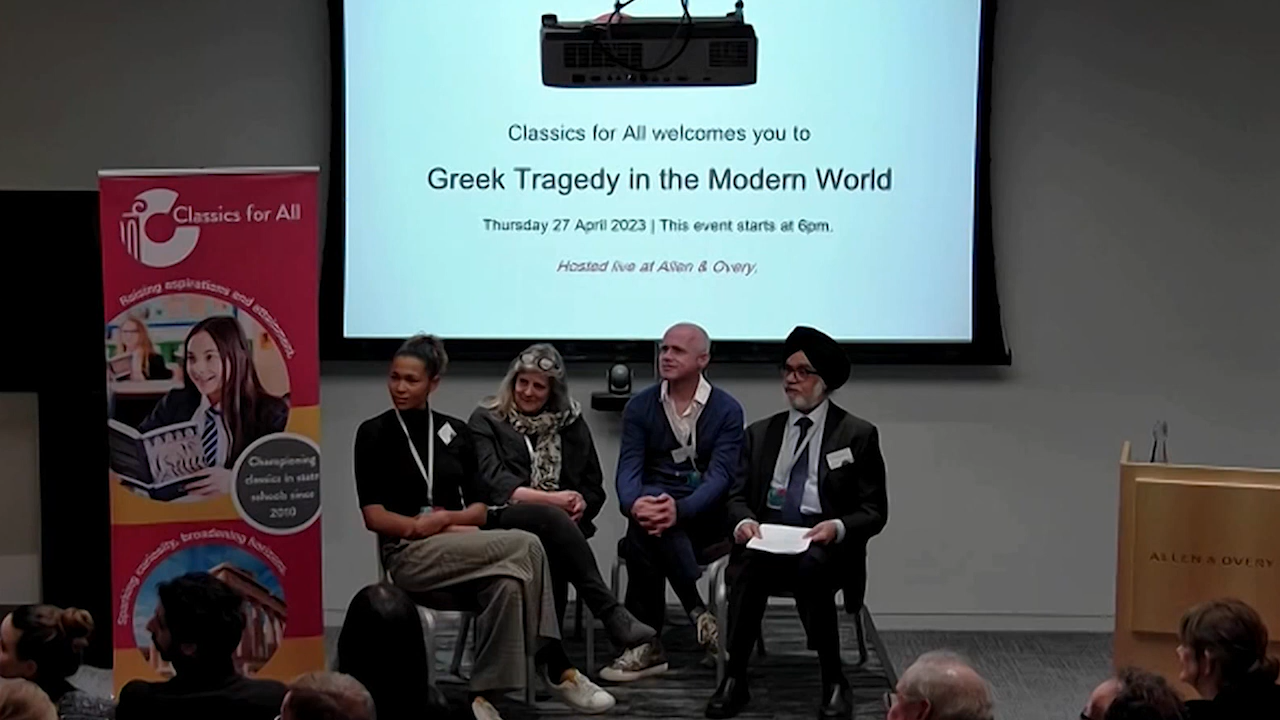 Classics for All welcomes you to
Greek Tragedy in the Modern World
Thursday 27 April 2023 | This event starts at 6pm.
Hosted live at Allen & Overy.
Classics for All
Raising aspirations and attainment,
Championing
classics in state
schools since
2010
Sparking curiosity, broadening horizons.
ALLEN & OVERY